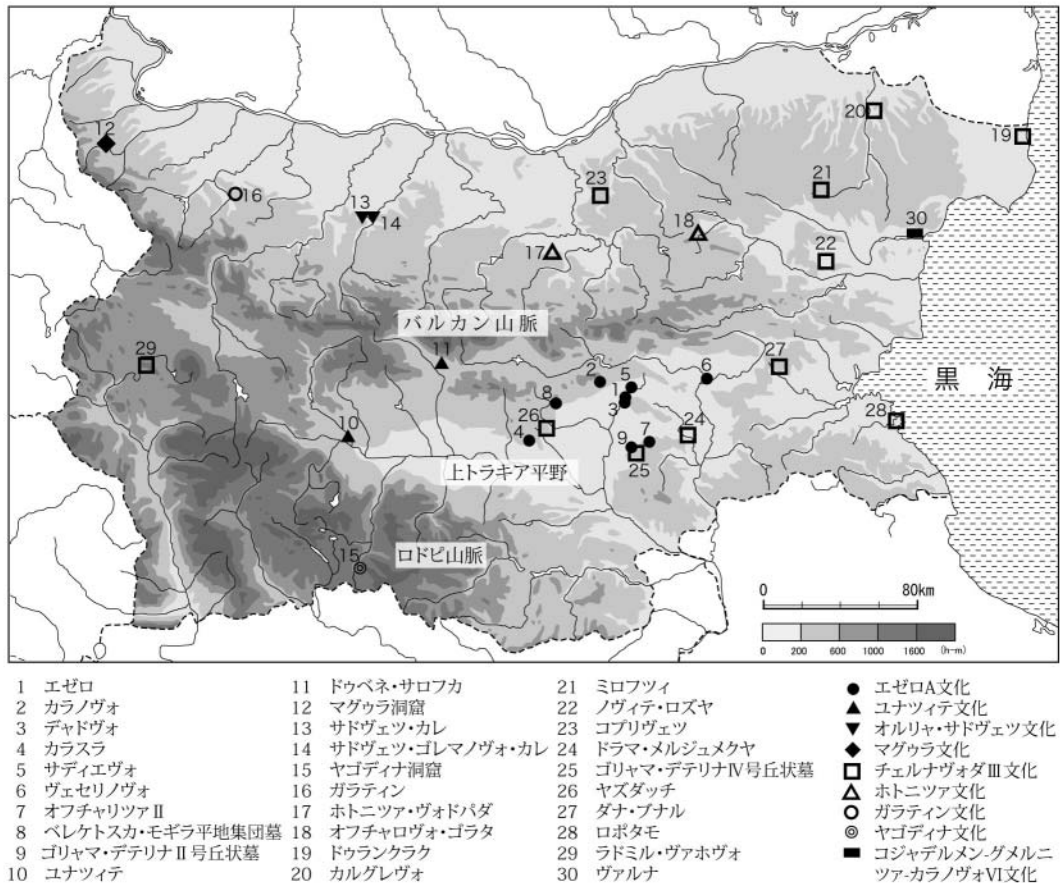 12
16
13
14
17
18
23
20
19
21
22
30
バルカン山脈
29
11
2
5
6
27
黒 海
8
1
3
26
4
10
7
24
28
9
25
上トラキア平野
ロドピ山脈
15
0 80km
0 200 600 1000 1600 (h-m)
1 エゼロ
2 カラノヴォ
3 デャドヴォ
4 カラスラ
5 サディエヴォ
6 ヴェセリノヴォ
7 オフチャリツァⅡ
8 ベレケトスカ・モギラ平地集団墓
9 ゴリャマ・デテリナⅡ号丘状墓
10 ユナツィテ
11 ドゥベネ・サロフカ
12 マグゥラ洞窟
13 サドヴェツ・カレ
14 サドヴェツ・ゴレマノヴォ・カレ
15 ヤゴディナ洞窟
16 ガラティン
17 ホトニツァ・ヴォドパダ
18 オフチャロヴォ・ゴラタ
19 ドゥランクラク
20 カルグレヴォ
21 ミロフツィ
22 ノヴィテ・ロズヤ
23 コプリヴェツ
24 ドラマ・メルジュメクヤ
25 ゴリャマ・デテリナⅣ号丘状墓
26 ヤズダッチ
27 ダナ・ブナル
28 ロポタモ
29 ラドミル・ヴァホヴォ
30 ヴァルナ
エゼロA文化
ユナツィテ文化
オルリャ・サドヴェツ文化
マグゥラ文化
チェルナヴォダⅢ文化
ホトニツァ文化
ガラティン文化
ヤゴディナ文化
コジャデルメン-グメルニ
ツァ-カラノヴォⅥ文化